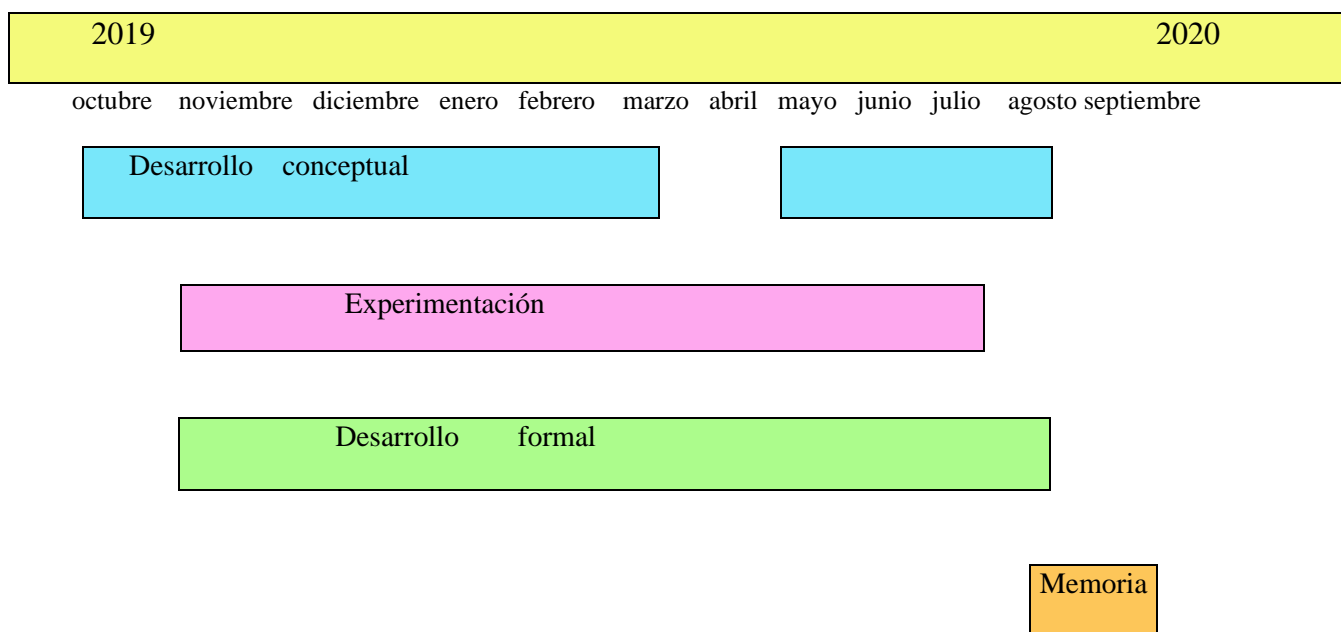 2019 2020
octubre noviembre diciembre enero febrero marzo abril mayo junio julio agosto septiembre
Desarrollo conceptual
Experimentación
Desarrollo formal
Memoria